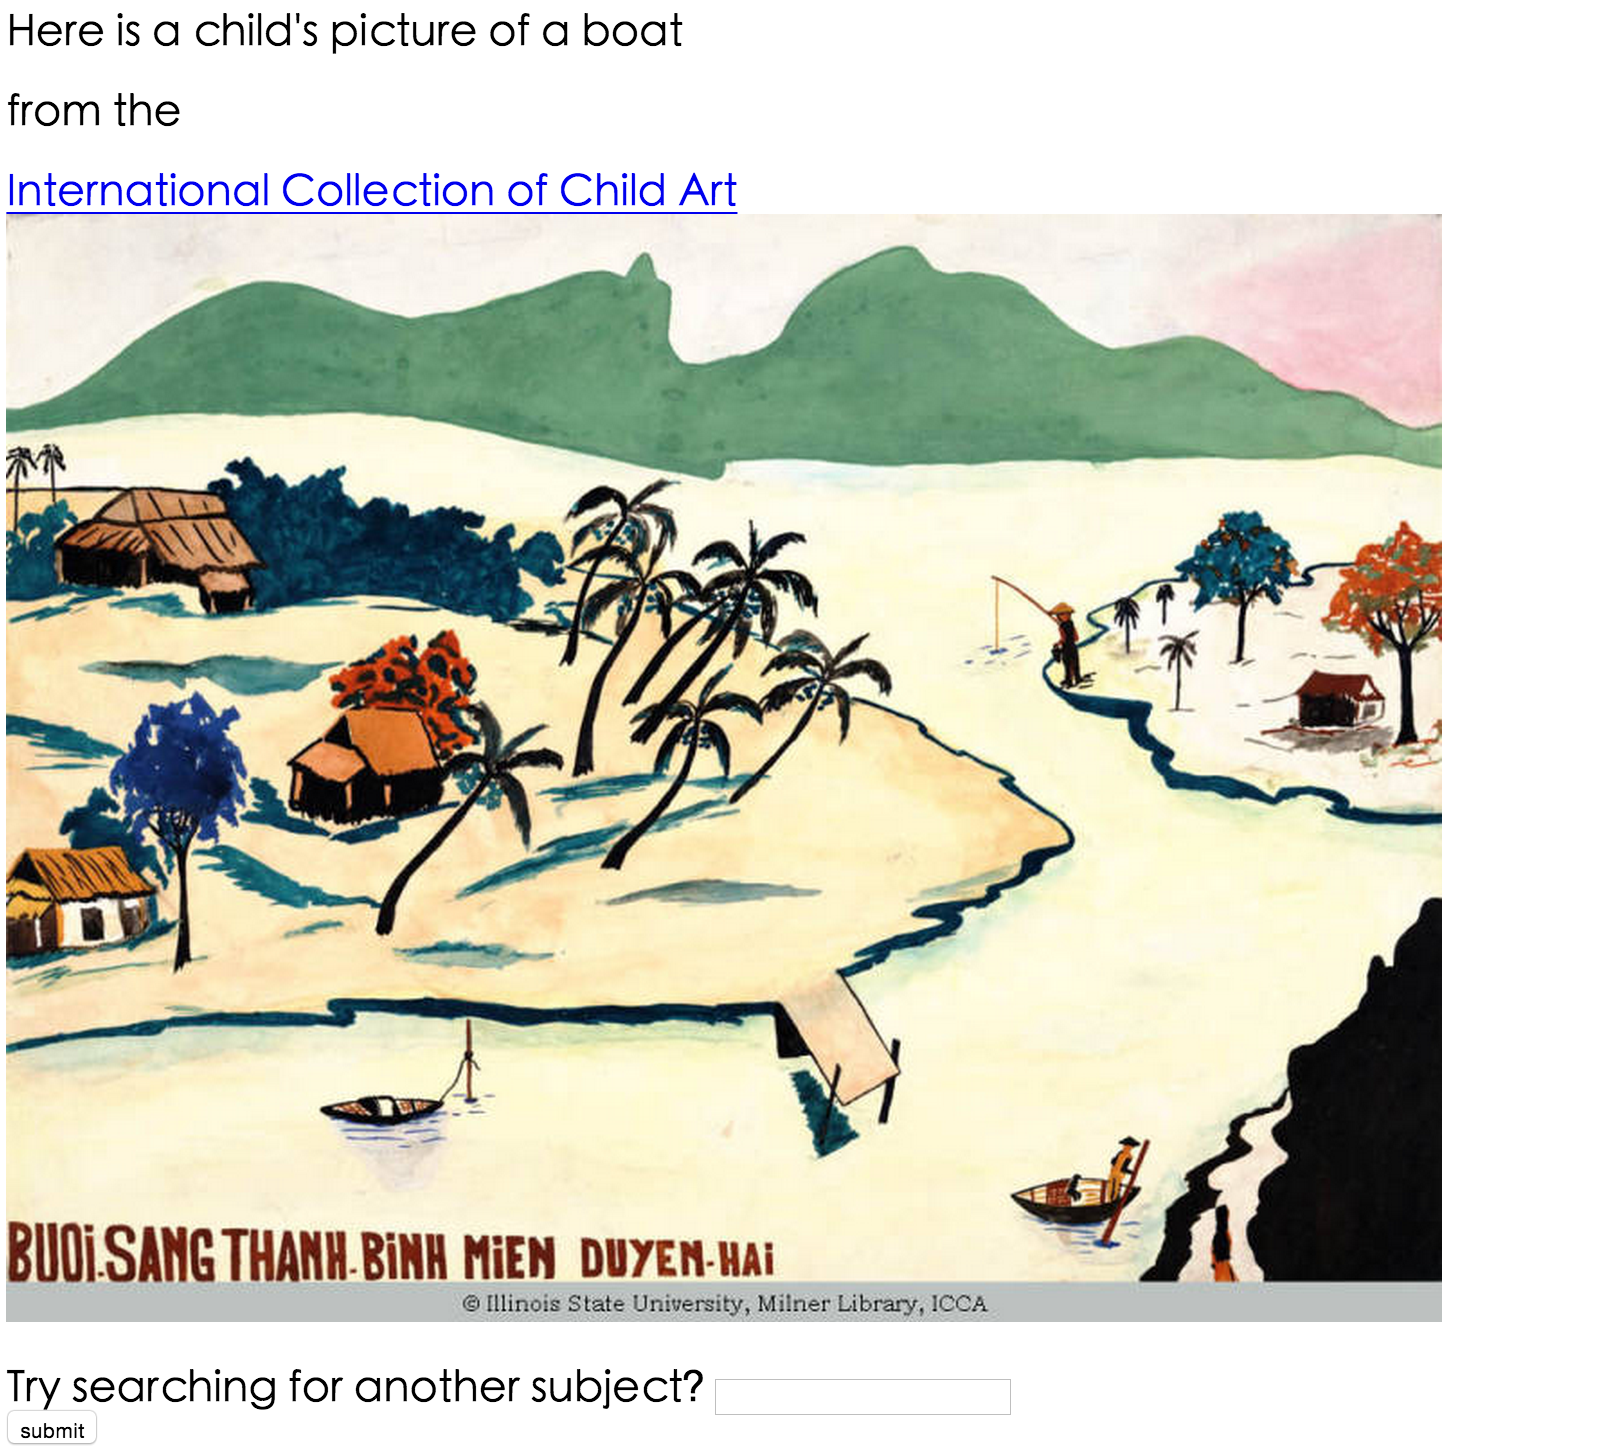 Here is a child's picture of a boat
from the
International Collection of Child Art
BUOi-SANG THANH-BiNH MiEN DUYEN-HAi
© Illinois State University, Milner Library, ICCA
Try searching for another subject?
submit